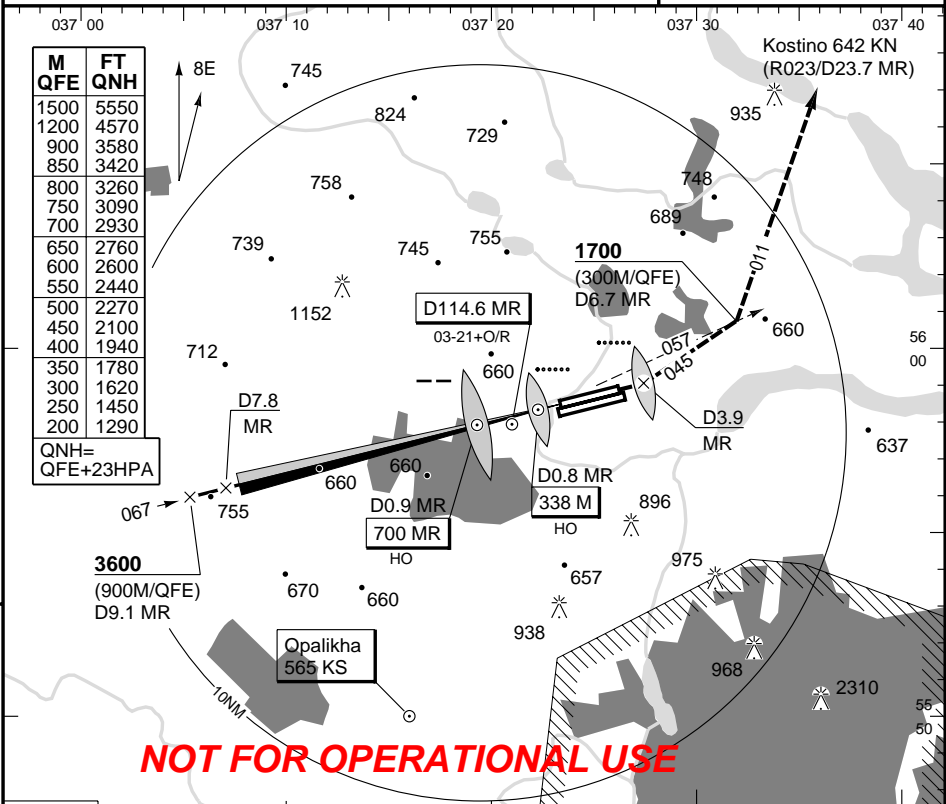 037 00
037 10
037 20
037 30
037 40
M FT
QFE QNH
1500 5550
1200 4570
900 3580
850 3420
800 3260
750 3090
700 2930
650 2760
600 2600
550 2440
500 2270
450 2100
400 1940
350 1780
300 1620
250 1450
200 1290
QNH=
QFE+23HPA
8E
745
824
729
Kostino 642 KN
(R023/D23.7 MR)
935
758
748
689
739
745
755
1700
(300M/QFE)
D6.7 MR
011
1152
D114.6 MR
03-21+O/R
660
057
045
660
56
00
712
D7.8
MR
D3.9
MR
637
660
660
067
755
D0.9 MR
700 MR
HO
D0.8 MR
338 M
HO
896
3600
(900M/QFE)
D9.1 MR
670
660
657
975
938
968
2310
Opalikha
565 KS
10NM
55
50
NOT FOR OPERATIONAL USE